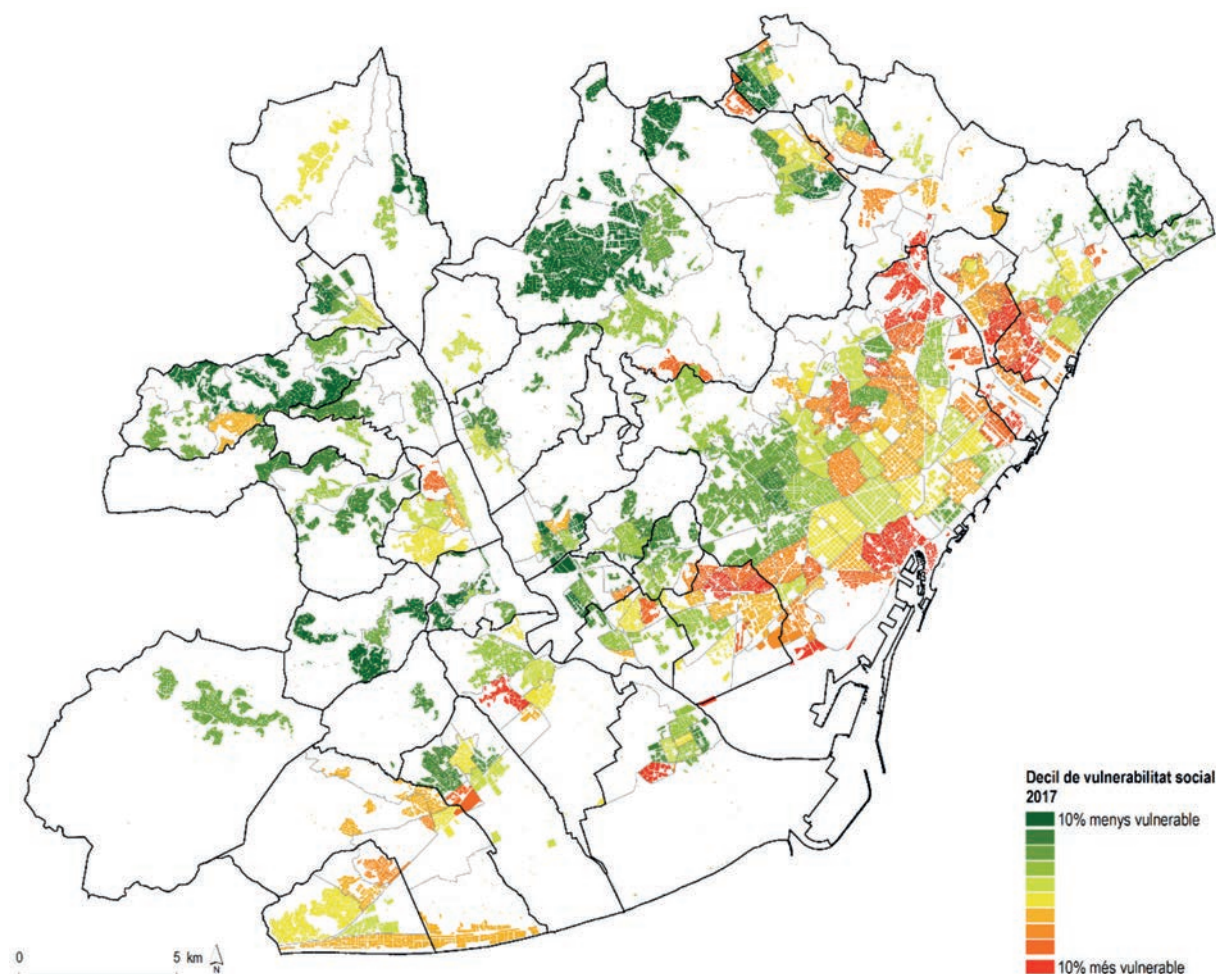 Decil de vulnerabilitat social
2017
10% menys vulnerable
10% més vulnerable
0 5 km
N